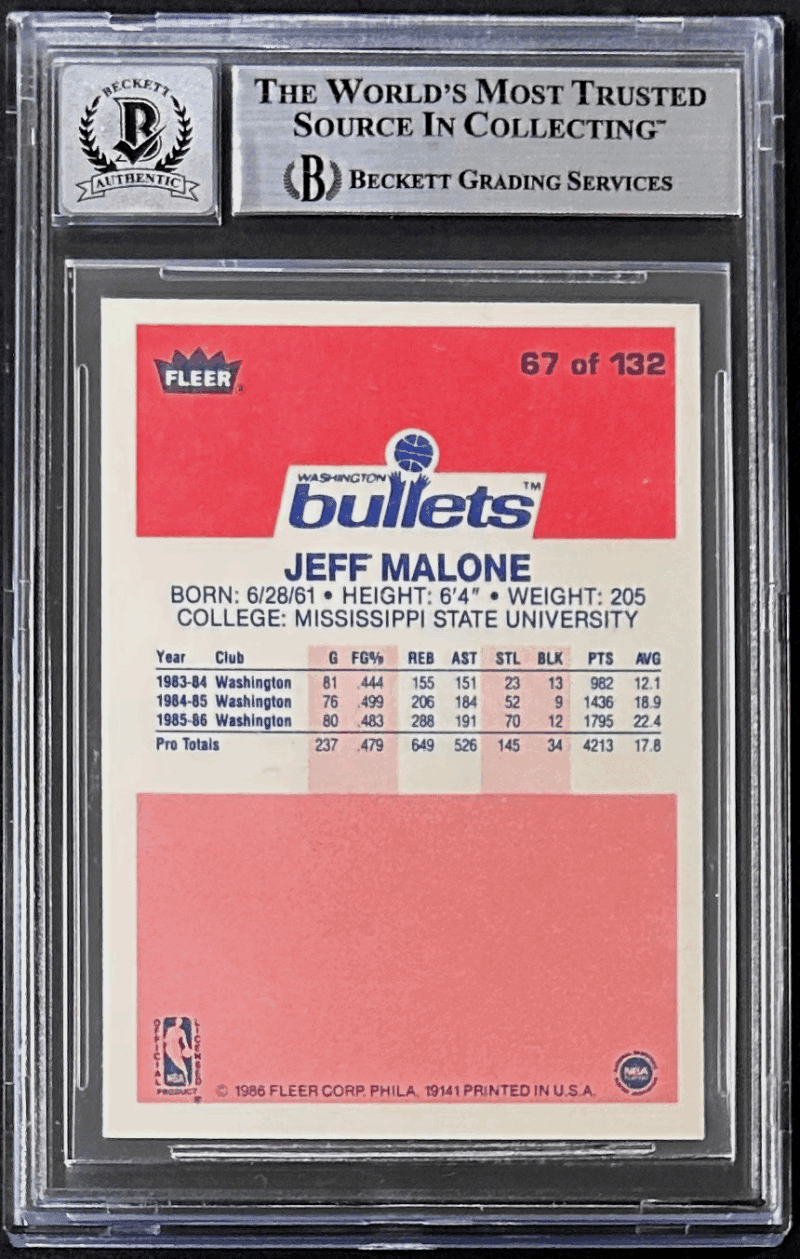 BECKETT
B
AUTHENTIC
THE WORLD'S MOST TRUSTED
SOURCE IN COLLECTING™
B BECKETT GRADING SERVICES
FLEER
67 of 132
WASHINGTON
bullets™
JEFF MALONE
BORN: 6/28/61 • HEIGHT: 6'4" • WEIGHT: 205
COLLEGE: MISSISSIPPI STATE UNIVERSITY
Year Club G FG% REB AST STL BLK PTS AVG
1983-84 Washington 81 .444 155 151 23 13 982 12.1
1984-85 Washington 76 .499 206 184 52 9 1436 18.9
1985-86 Washington 80 .483 288 191 70 12 1795 22.4
Pro Totals 237 .479 649 526 145 34 4213 17.8
OFFICIAL
LICENSED
NBA
PRODUCT
© 1986 FLEER CORP. PHILA. 19141 PRINTED IN U.S.A.